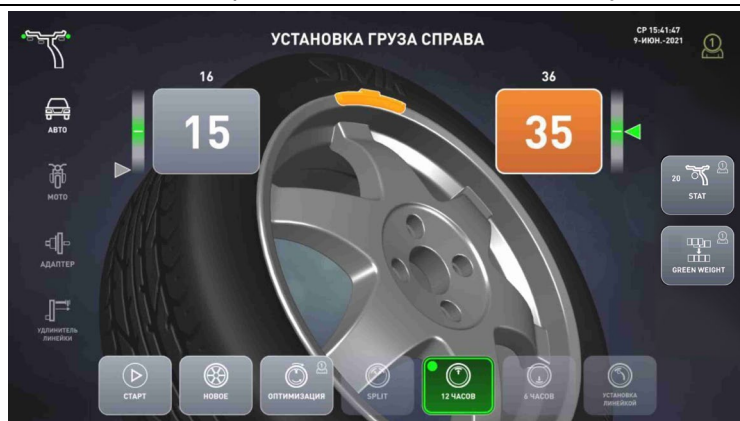 УСТАНОВКА ГРУЗА СПРАВА
СР 15:41:47
9-ИЮН.-2021
1
16
36
15
35
АВТО
МОТО
АДАПТЕР
УДЛИНИТЕЛЬ
ЛИНЕЙКИ
20
STAT
GREEN WEIGHT
СТАРТ
НОВОЕ
ОПТИМИЗАЦИЯ
SPLIT
12 ЧАСОВ
6 ЧАСОВ
УСТАНОВКА
ЛИНЕЙКОЙ